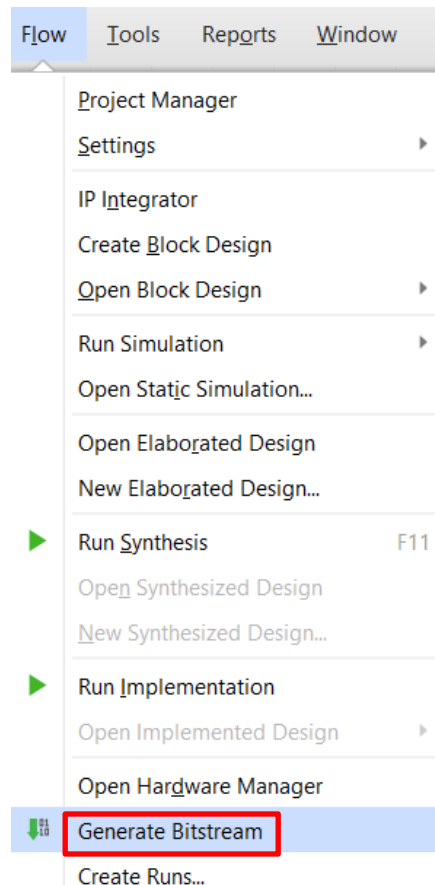 Flow Tools Reports Window
Project Manager
Settings
IP Integrator
Create Block Design
Open Block Design
Run Simulation
Open Static Simulation...
Open Elaborated Design
New Elaborated Design...
Run Synthesis F11
Open Synthesized Design
New Synthesized Design...
Run Implementation
Open Implemented Design
Open Hardware Manager
Generate Bitstream
Create Runs...